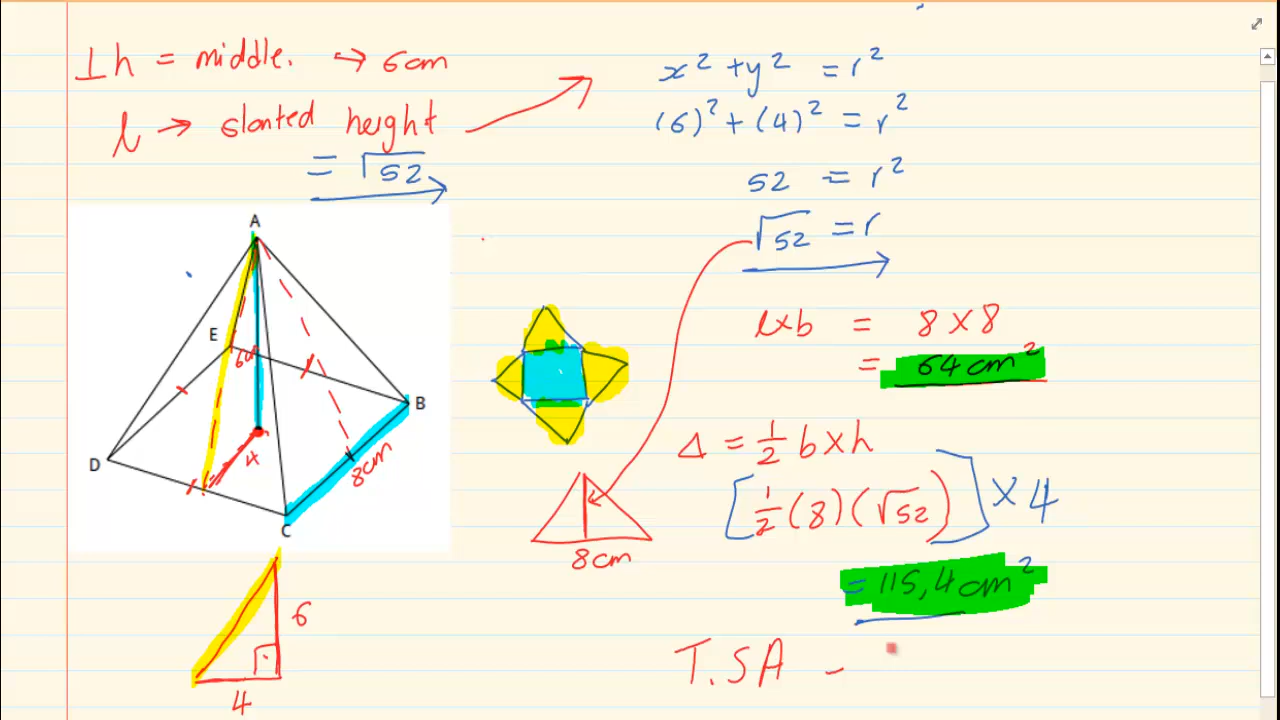 ⊥h = middle. → 6cm
l → slanted height
= √52
x² + y² = r²
(6)² + (4)² = r²
52 = r²
√52 = r
A
E
B
D
C
4
8cm
6
4
l×b = 8 × 8
= 64cm²
Δ = ½ b × h
[½ (8)(√52)] × 4
8cm
= 115,4cm²
T.SA -